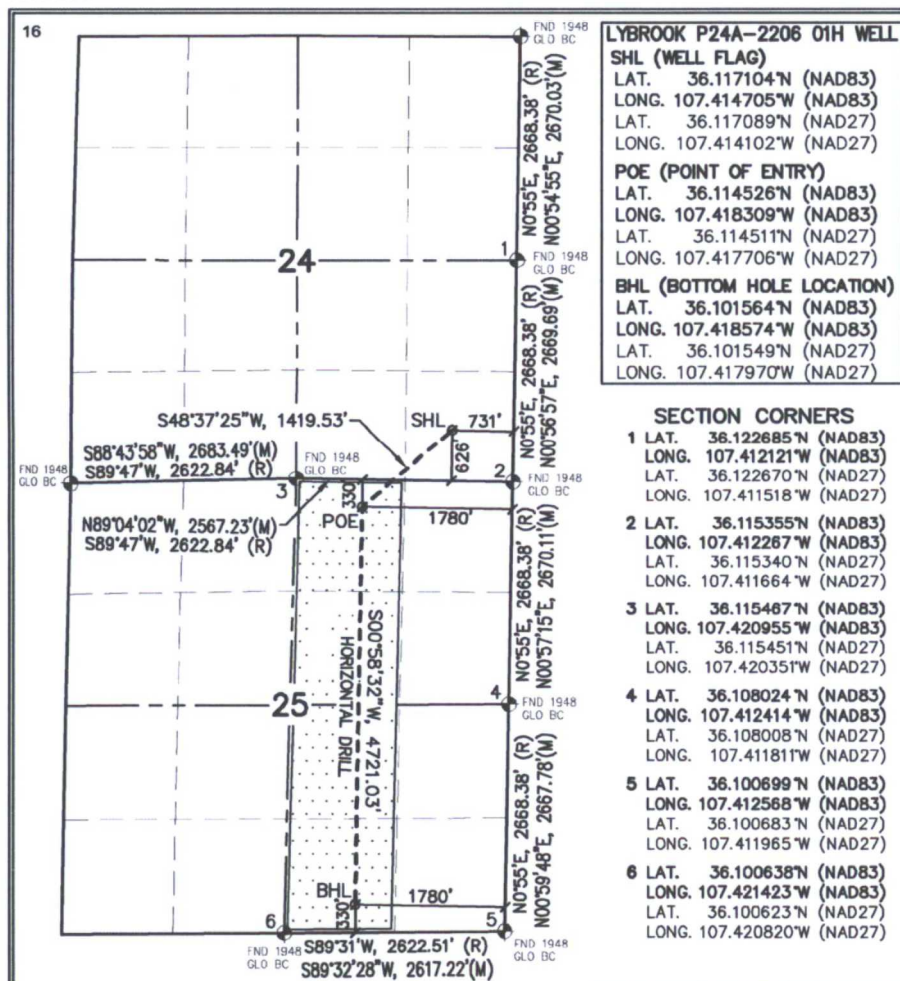 16
FND 1948
GLO BC
N0°55'E, 2668.38' (R)
N00°54'55"E, 2670.03'(M)
24
1
FND 1948
GLO BC
N0°55'E, 2668.38' (R)
N00°56'57"E, 2669.69'(M)
S48°37'25"W, 1419.53'
SHL
731'
626'
S88°43'58"W, 2683.49'(M)
S89°47'W, 2622.84' (R)
FND 1948
GLO BC
FND 1948
GLO BC
3
2
FND 1948
GLO BC
330'
POE
1780'
N89°04'02"W, 2567.23'(M)
S89°47'W, 2622.84' (R)
N0°55'E, 2668.38' (R)
N00°57'15"E, 2670.11'(M)
S00°58'32"W, 4721.03'
HORIZONTAL DRILL
25
4
FND 1948
GLO BC
N0°55'E, 2668.38' (R)
N00°59'48"E, 2667.78'(M)
BHL
1780'
330'
6
5
FND 1948
GLO BC
S89°31'W, 2622.51' (R)
S89°32'28"W, 2617.22'(M)
FND 1948
GLO BC
LYBROOK P24A-2206 01H WELL
SHL (WELL FLAG)
LAT. 36.117104°N (NAD83)
LONG. 107.414705°W (NAD83)
LAT. 36.117089°N (NAD27)
LONG. 107.414102°W (NAD27)
POE (POINT OF ENTRY)
LAT. 36.114526°N (NAD83)
LONG. 107.418309°W (NAD83)
LAT. 36.114511°N (NAD27)
LONG. 107.417706°W (NAD27)
BHL (BOTTOM HOLE LOCATION)
LAT. 36.101564°N (NAD83)
LONG. 107.418574°W (NAD83)
LAT. 36.101549°N (NAD27)
LONG. 107.417970°W (NAD27)
SECTION CORNERS
1 LAT. 36.122685°N (NAD83)
LONG. 107.412121°W (NAD83)
LAT. 36.122670°N (NAD27)
LONG. 107.411518°W (NAD27)
2 LAT. 36.115355°N (NAD83)
LONG. 107.412267°W (NAD83)
LAT. 36.115340°N (NAD27)
LONG. 107.411664°W (NAD27)
3 LAT. 36.115467°N (NAD83)
LONG. 107.420955°W (NAD83)
LAT. 36.115451°N (NAD27)
LONG. 107.420351°W (NAD27)
4 LAT. 36.108024°N (NAD83)
LONG. 107.412414°W (NAD83)
LAT. 36.108008°N (NAD27)
LONG. 107.411811°W (NAD27)
5 LAT. 36.100699°N (NAD83)
LONG. 107.412568°W (NAD83)
LAT. 36.100683°N (NAD27)
LONG. 107.411965°W (NAD27)
6 LAT. 36.100638°N (NAD83)
LONG. 107.421423°W (NAD83)
LAT. 36.100623°N (NAD27)
LONG. 107.420820°W (NAD27)